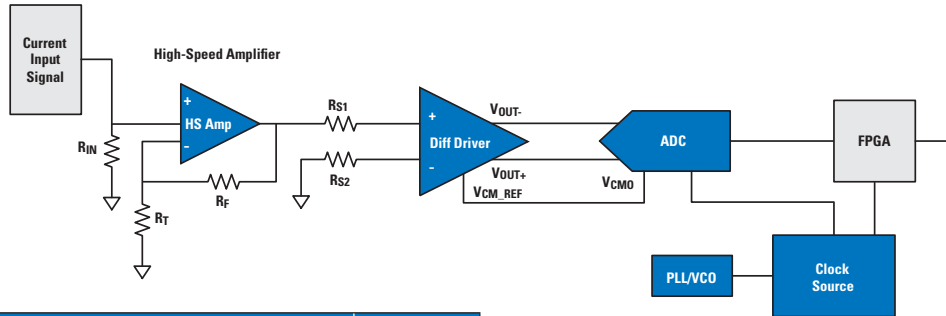 Current
Input
Signal
High-Speed Amplifier
+
HS Amp
-
RIN
RT
RF
RS1
RS2
+
Diff Driver
-
VOUT-
VOUT+
VCM_REF
VCMO
ADC
FPGA
PLL/VCO
Clock
Source